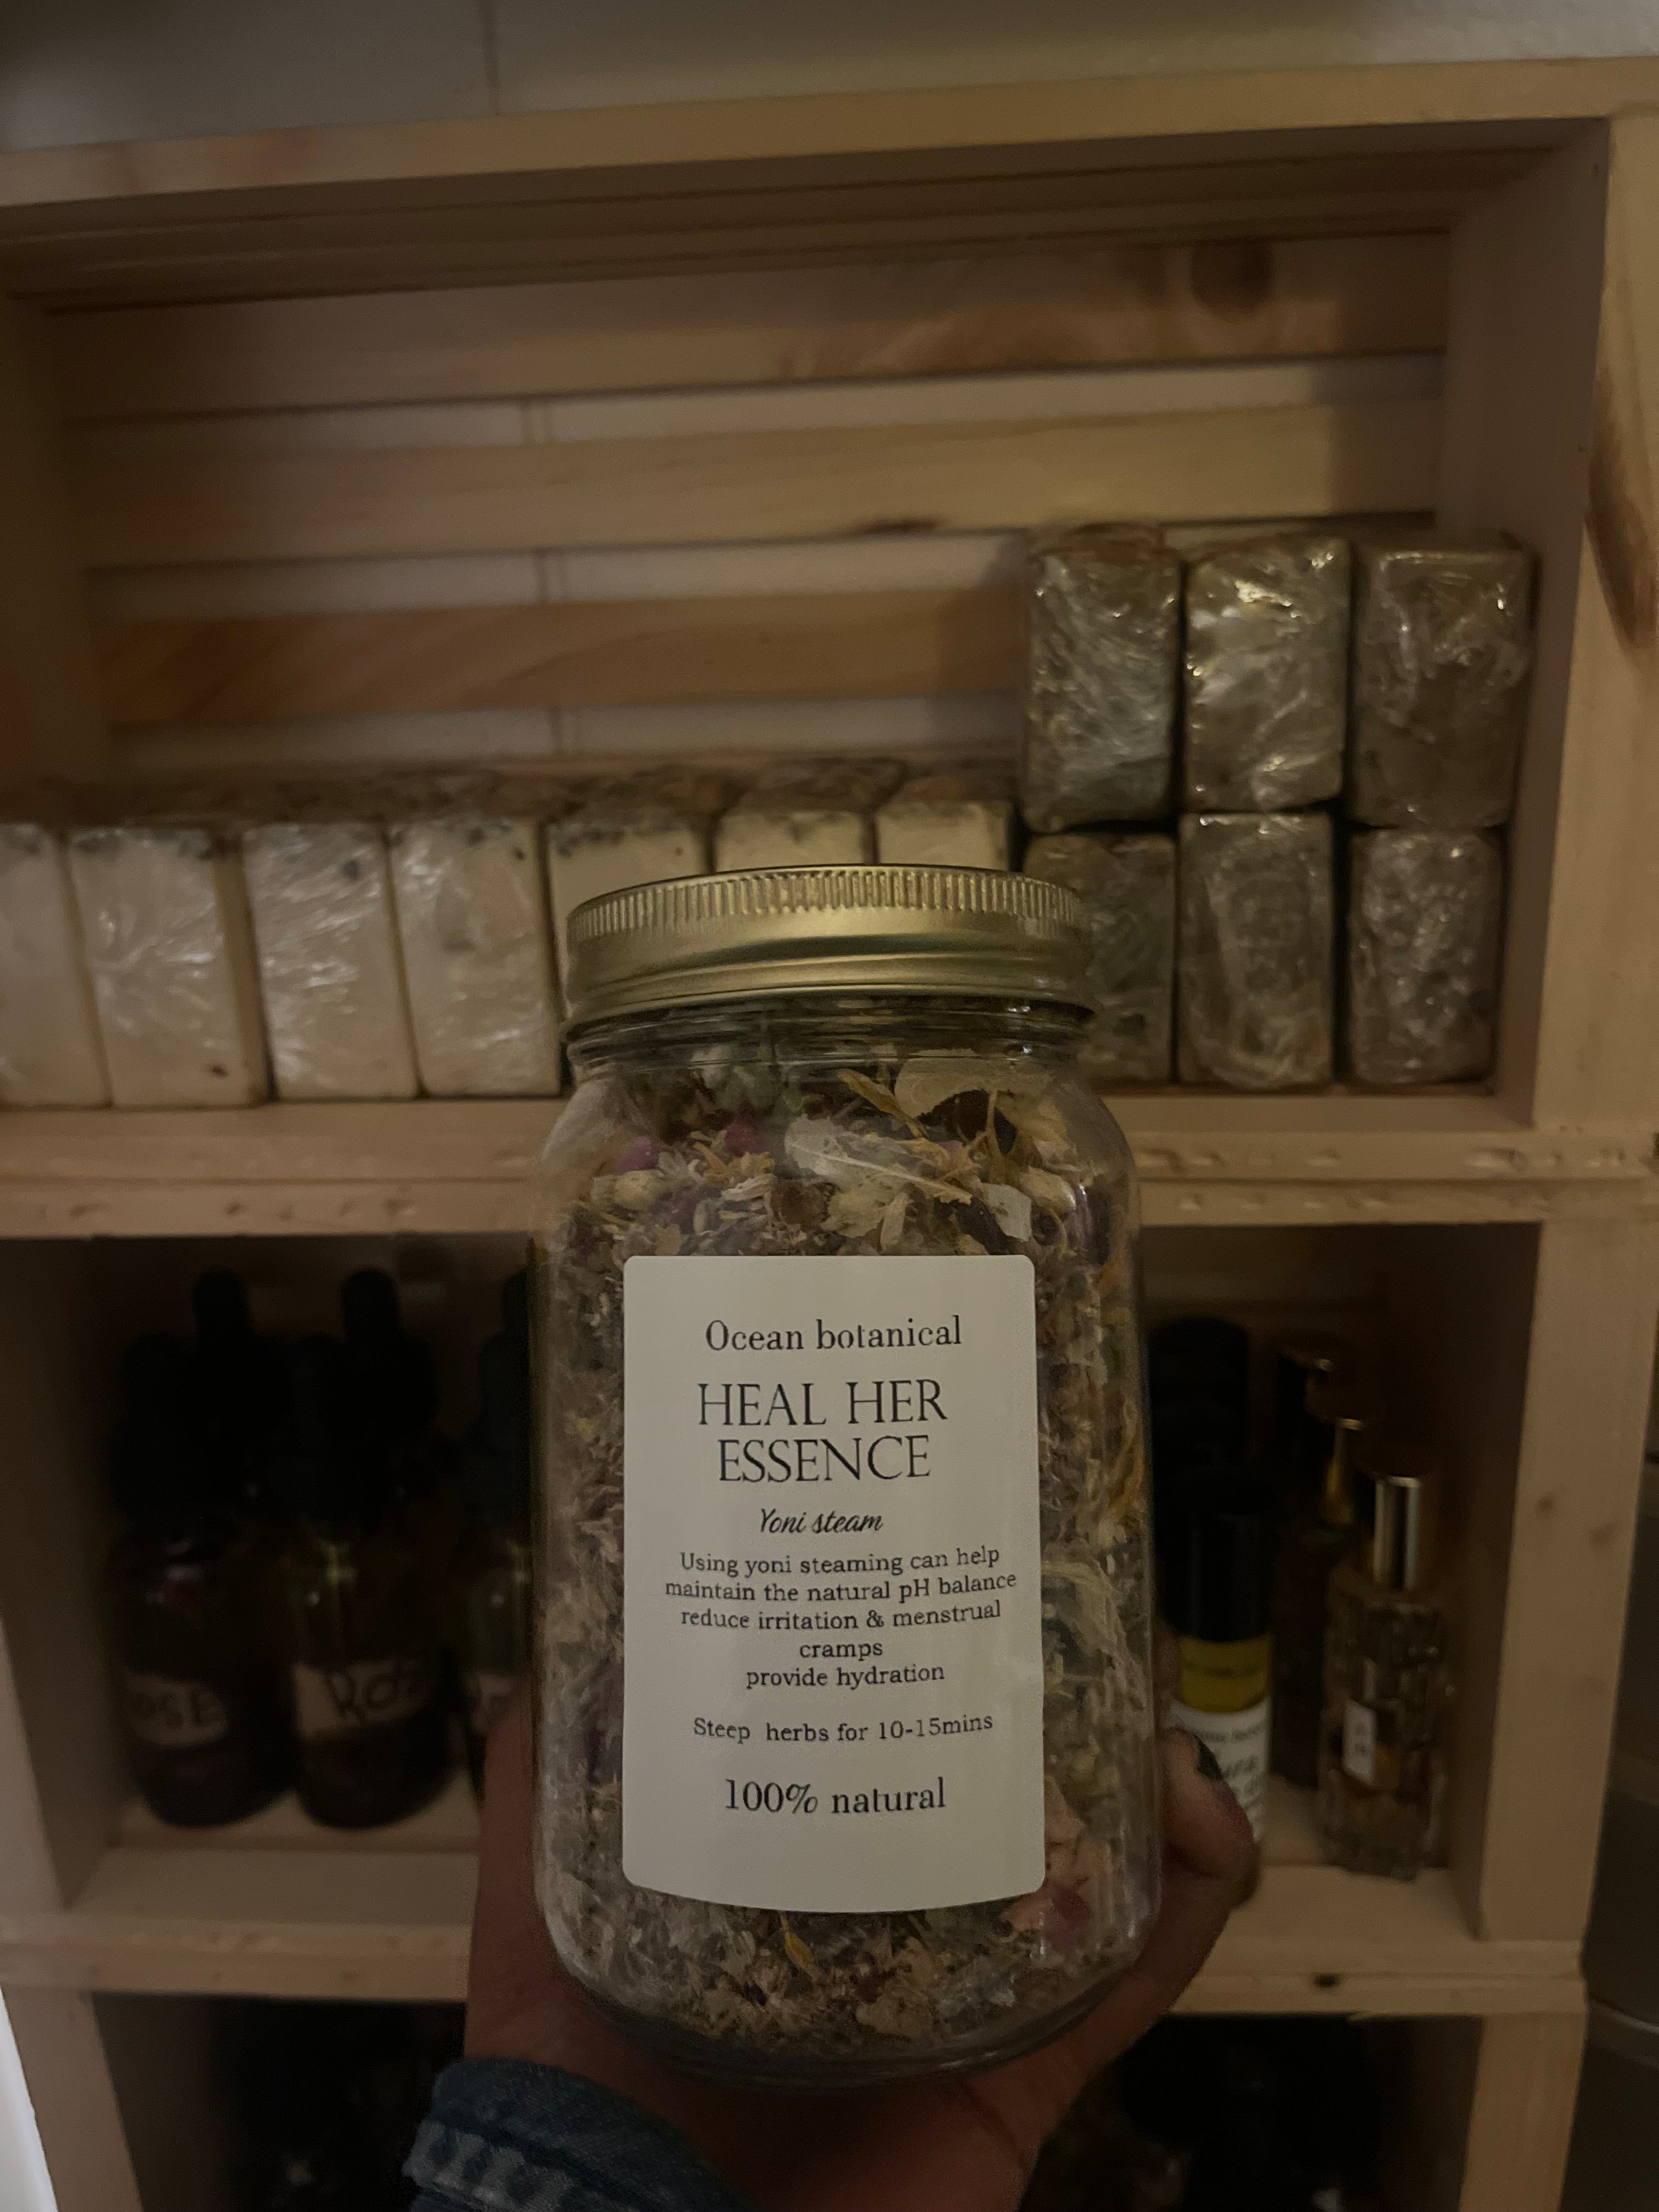 Ocean botanical
HEAL HER
ESSENCE
Yoni steam
Using yoni steaming can help
maintain the natural pH balance
reduce irritation & menstrual
cramps
provide hydration
Steep herbs for 10-15mins
100% natural